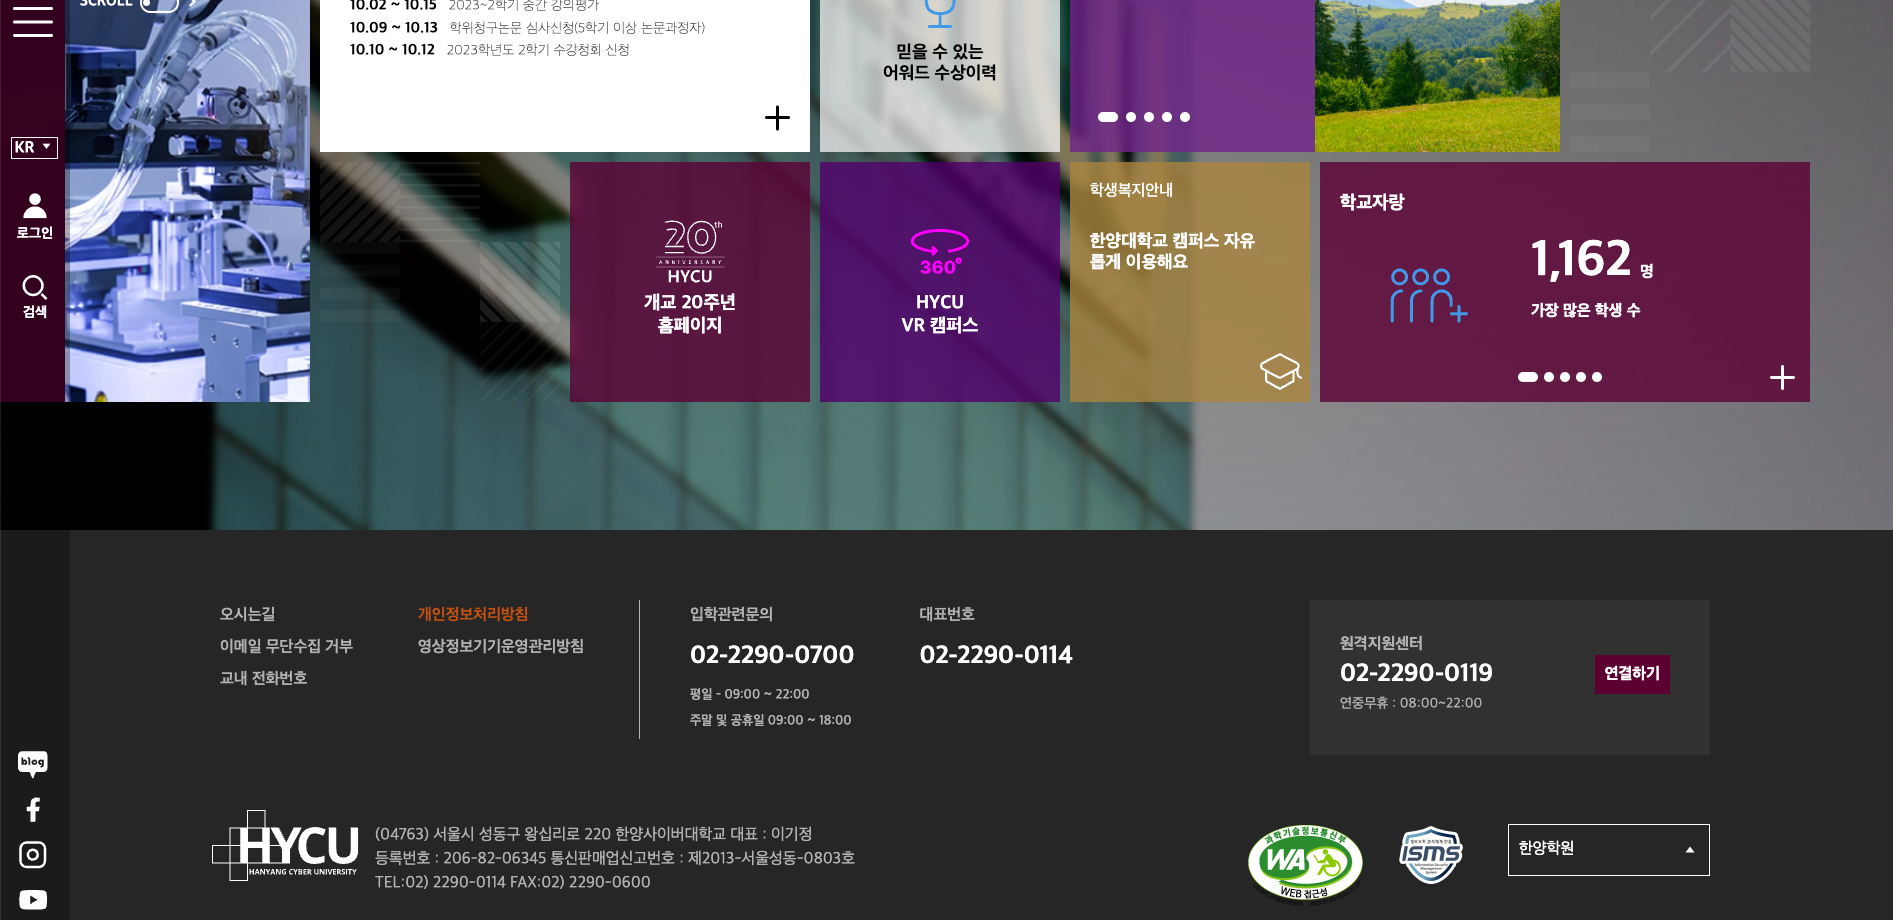 SCROLL
10.02 ~ 10.15 2023~2학기 중간 강의평가
10.09 ~ 10.13 학위청구논문 심사신청(5학기 이상 논문과정자)
10.10 ~ 10.12 2023학년도 2학기 수강철회 신청
믿을 수 있는
어워드 수상이력
KR
로그인
검색
20th
ANNIVERSARY
HYCU
개교 20주년
홈페이지
360°
HYCU
VR 캠퍼스
학생복지안내
한양대학교 캠퍼스 자유
롭게 이용해요
학교자랑
1,162 명
가장 많은 학생 수
오시는길
이메일 무단수집 거부
교내 전화번호
개인정보처리방침
영상정보기기운영관리방침
입학관련문의
02-2290-0700
평일 - 09:00 ~ 22:00
주말 및 공휴일 09:00 ~ 18:00
대표번호
02-2290-0114
원격지원센터
02-2290-0119
연중무휴 : 08:00~22:00
연결하기
blog
HYCU
HANYANG CYBER UNIVERSITY
(04763) 서울시 성동구 왕십리로 220 한양사이버대학교 대표 : 이기정
등록번호 : 206-82-06345 통신판매업신고번호 : 제2013-서울성동-0803호
TEL:02) 2290-0114 FAX:02) 2290-0600
과학기술정보통신부
WA
WEB 접근성
ISMS
Information Security
Management
System
한양학원